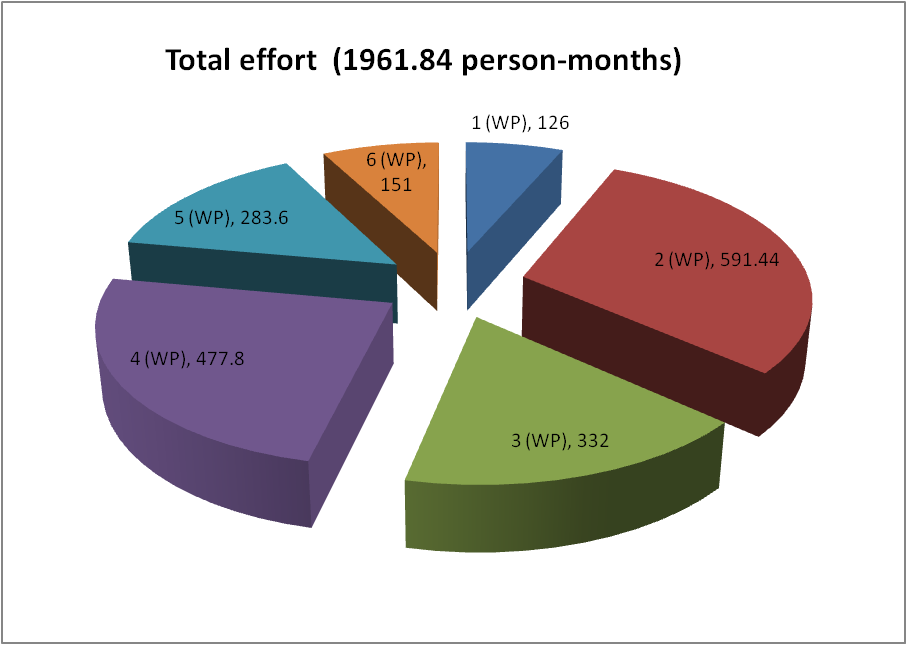 Total effort  (1961.84 person-months)
1 (WP), 126
6 (WP),
151
5 (WP), 283.6
2 (WP), 591.44
4 (WP), 477.8
3 (WP), 332